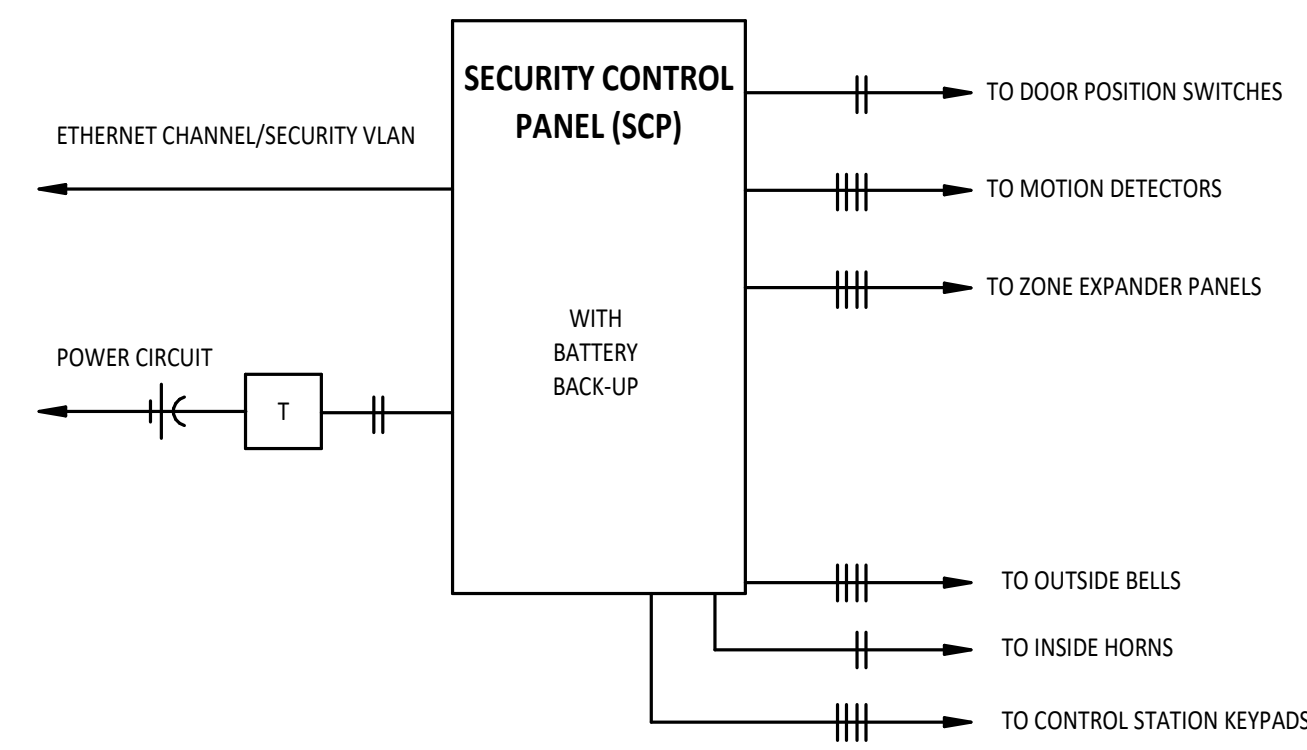 SECURITY CONTROL
PANEL (SCP)
TO DOOR POSITION SWITCHES
ETHERNET CHANNEL/SECURITY VLAN
TO MOTION DETECTORS
TO ZONE EXPANDER PANELS
WITH
BATTERY
BACK-UP
POWER CIRCUIT
T
TO OUTSIDE BELLS
TO INSIDE HORNS
TO CONTROL STATION KEYPADS